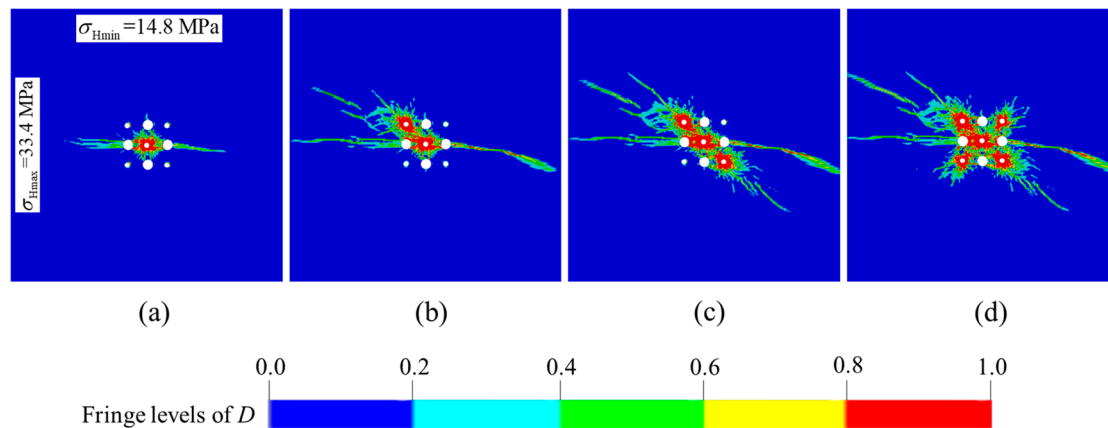 σHmin=14.8 MPa
σHmax=33.4 MPa
(a)
(b)
(c)
(d)
0.0
0.2
0.4
0.6
0.8
1.0
Fringe levels of D